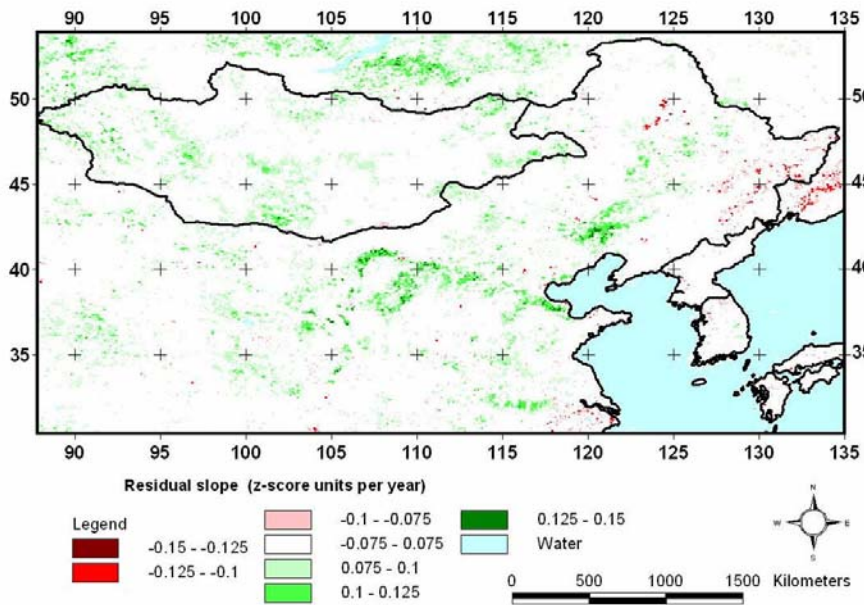 90 95 100 105 110 115 120 125 130 135
50 50
45 45
40 40
35 35
90 95 100 105 110 115 120 125 130 135
Residual slope (z-score units per year)
Legend
-0.15 - -0.125
-0.125 - -0.1
-0.1 - -0.075
-0.075 - 0.075
0.075 - 0.1
0.1 - 0.125
0.125 - 0.15
Water
N
W E
S
0 500 1000 1500 Kilometers